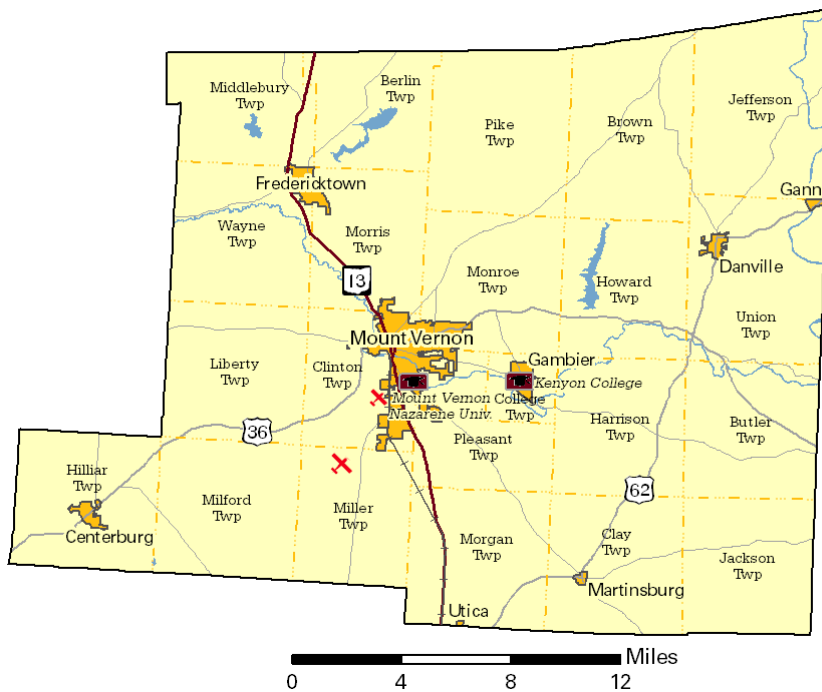 Middlebury
Twp
Berlin
Twp
Jefferson
Twp
Pike
Twp
Brown
Twp
Fredericktown
Gann
Wayne
Twp
Morris
Twp
Monroe
Twp
Howard
Twp
Danville
13
Union
Twp
Mount Vernon
Liberty
Twp
Clinton
Twp
Gambier
Kenyon College
Mount Vernon
Nazarene Univ.
College
Twp
36
Pleasant
Twp
Harrison
Twp
Butler
Twp
Hilliar
Twp
Milford
Twp
Miller
Twp
62
Centerburg
Morgan
Twp
Clay
Twp
Jackson
Twp
Martinsburg
Utica
Miles
0 4 8 12